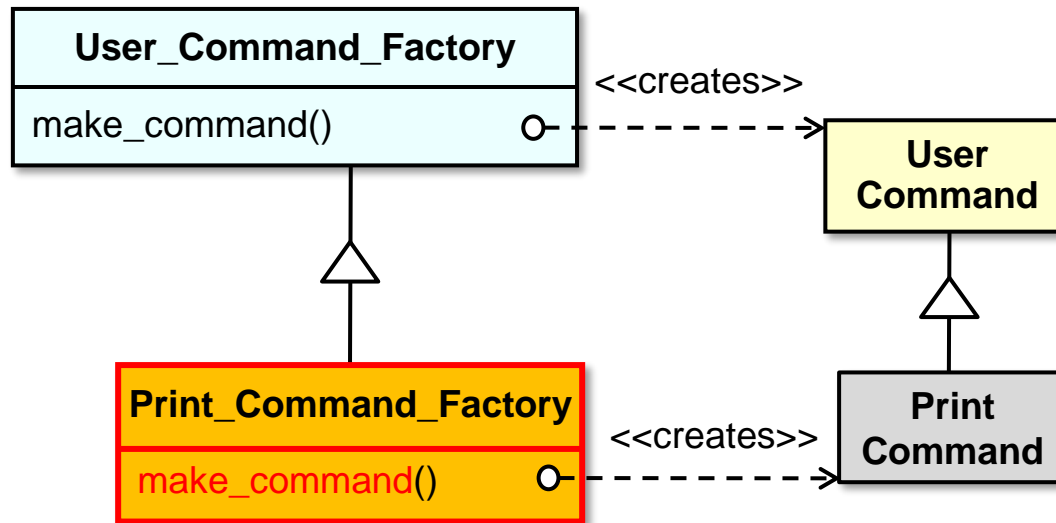 User_Command_Factory
<<creates>>
make_command()
User
Command
Print_Command_Factory
<<creates>>
make_command()
Print
Command